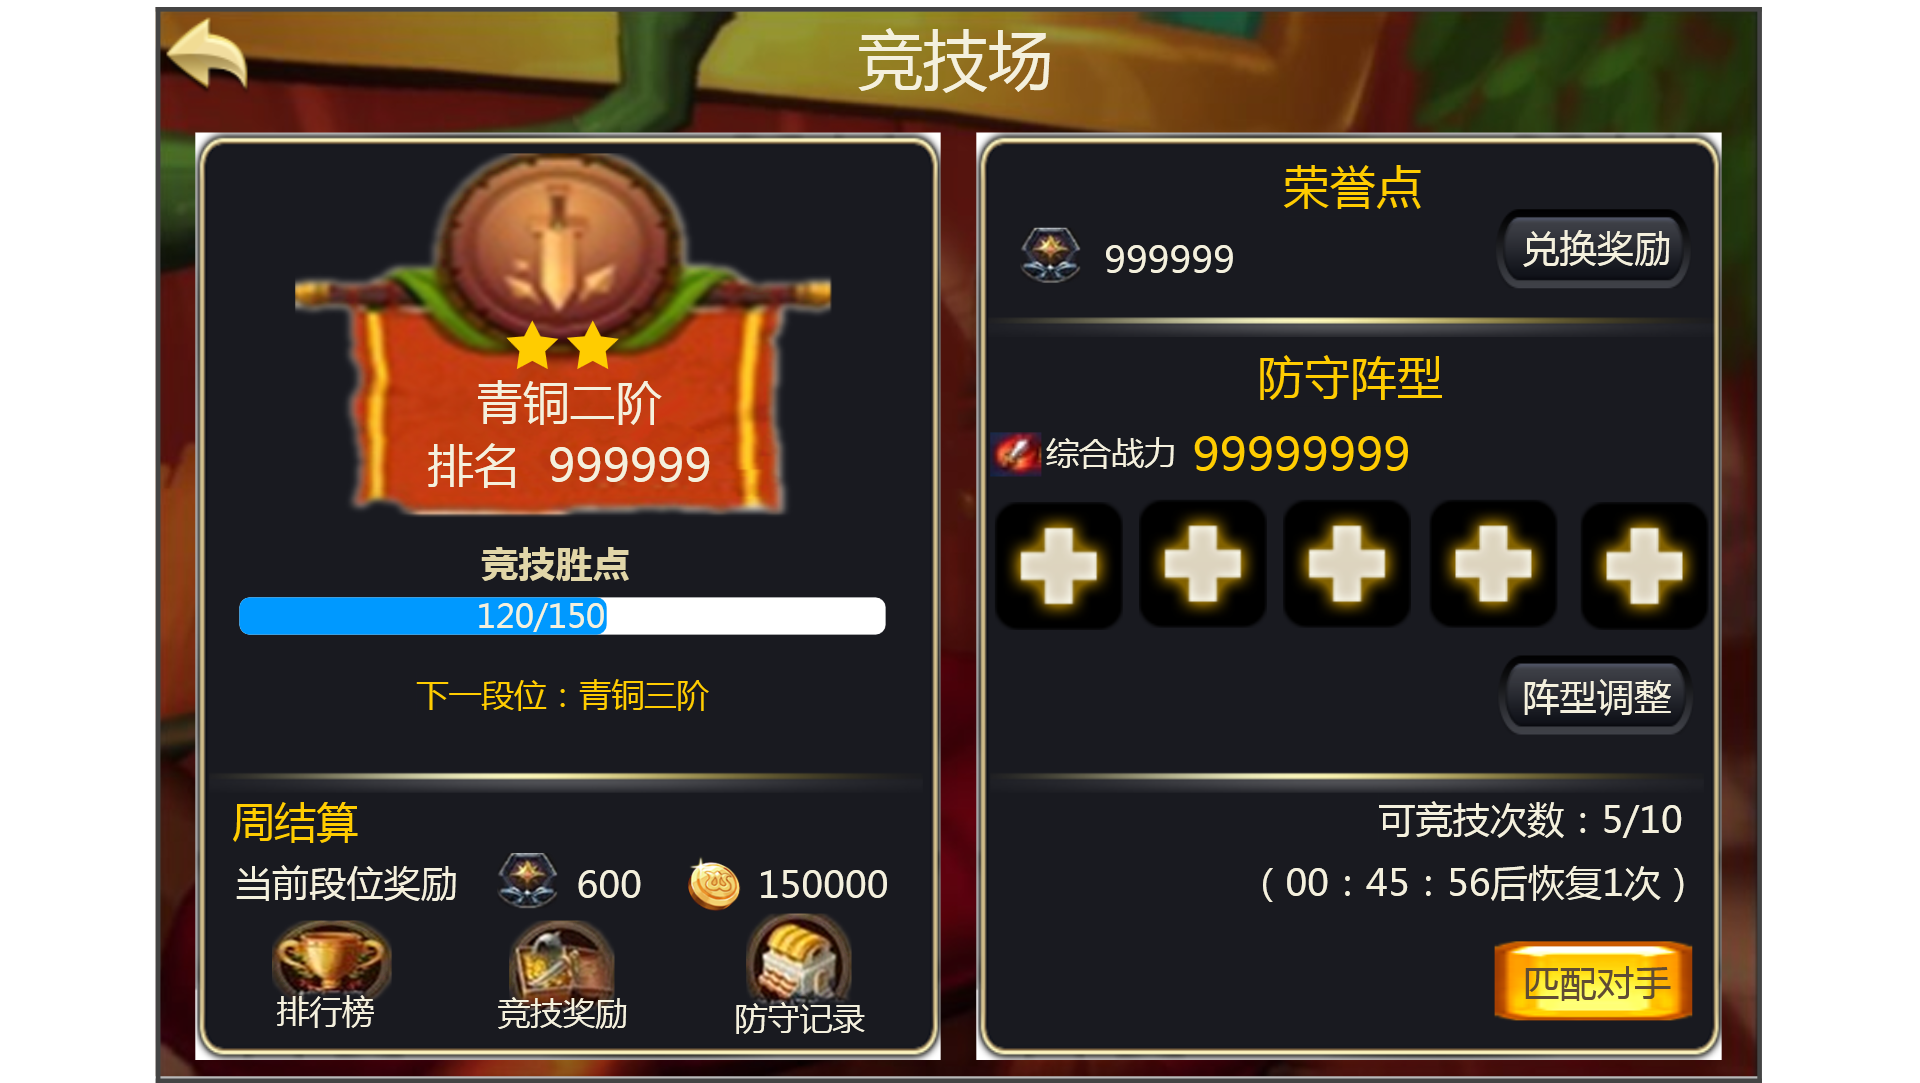 竞技场
青铜二阶
排名 999999
竞技胜点
120/150
下一段位：青铜三阶
周结算
当前段位奖励 600 150000
排行榜 竞技奖励 防守记录
荣誉点
999999 兑换奖励
防守阵型
综合战力 99999999
阵型调整
可竞技次数：5/10
（00：45：56后恢复1次）
匹配对手